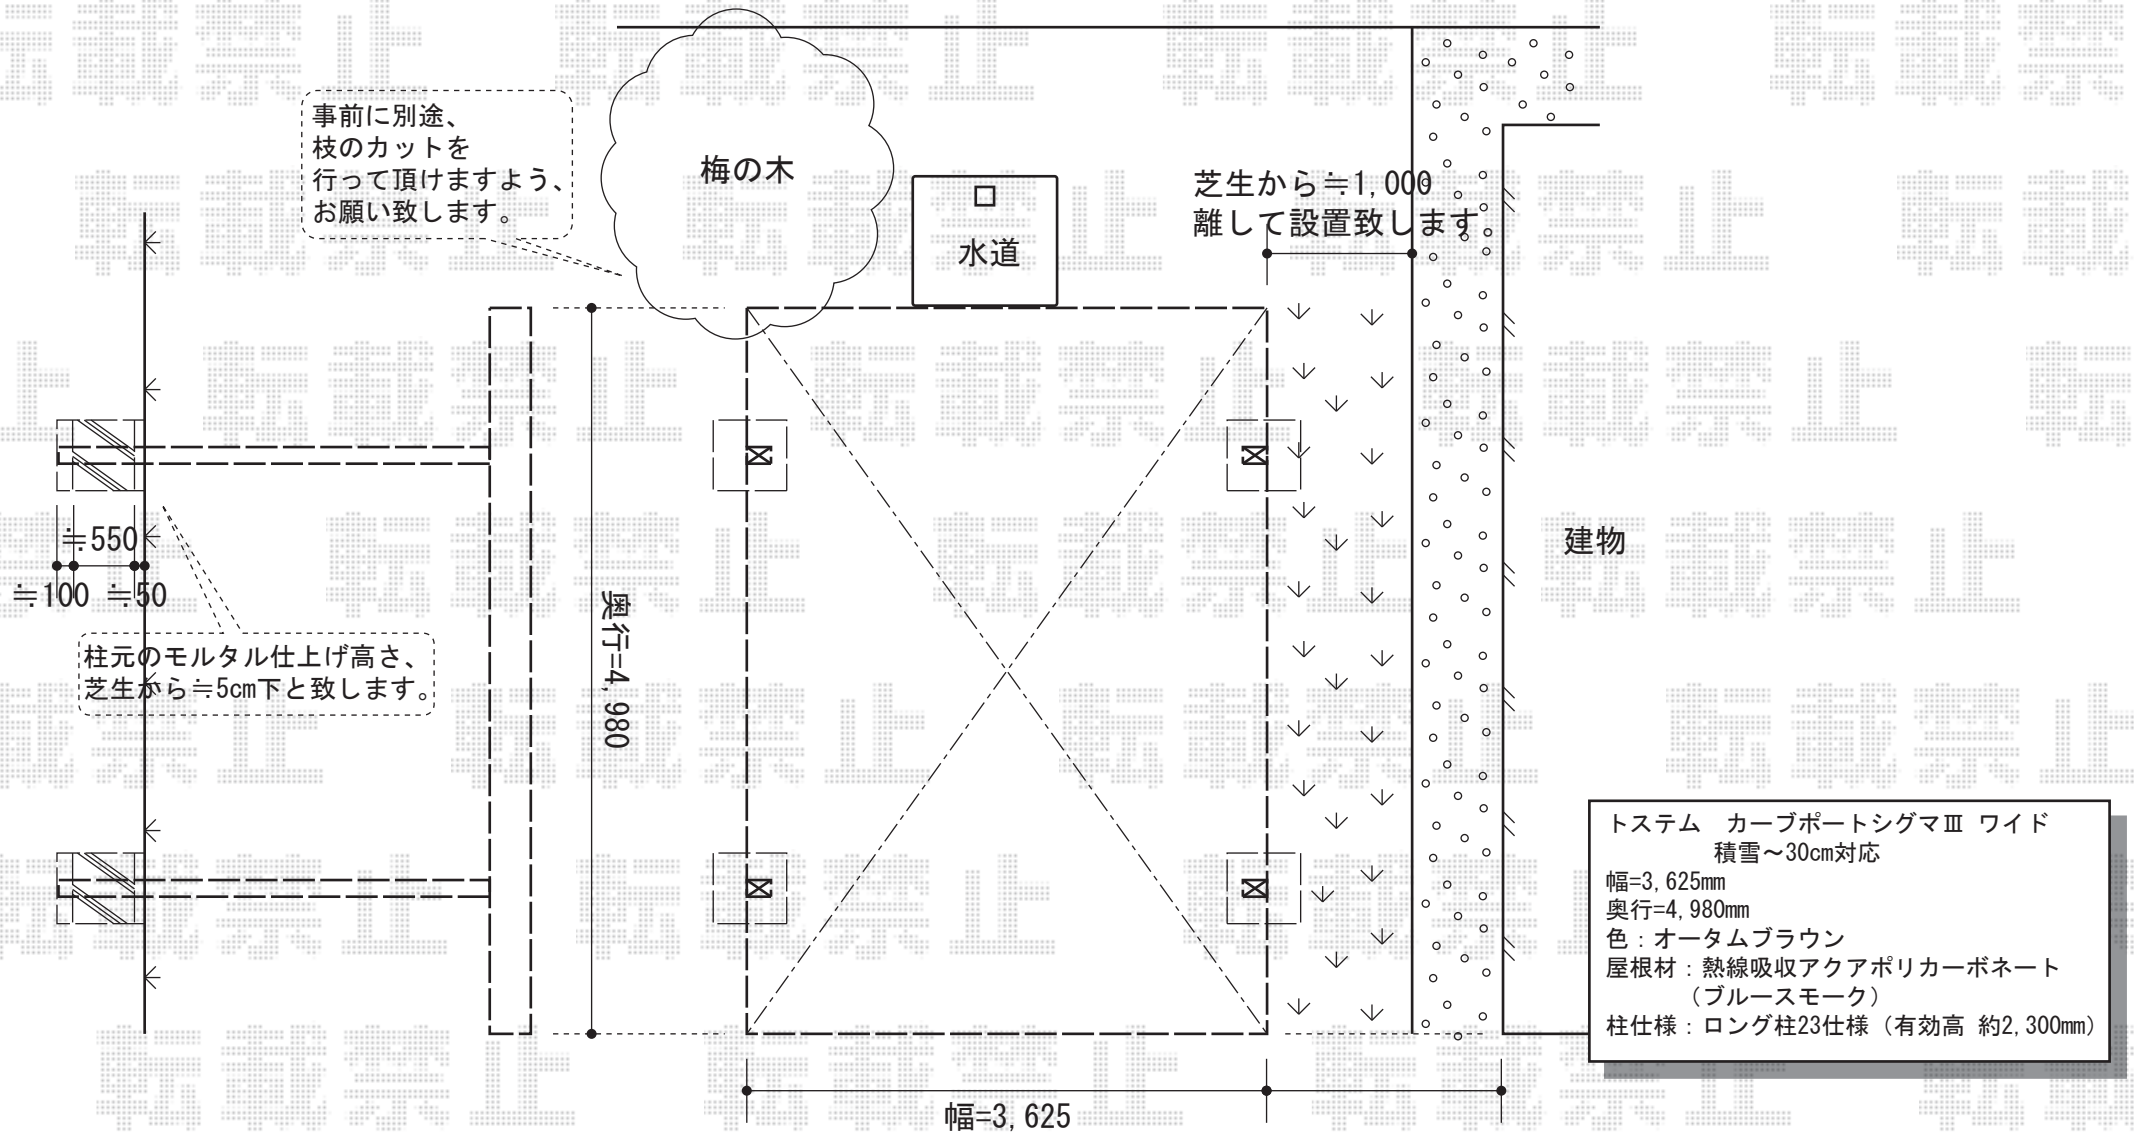 事前に別途、
枝のカットを
行って頂けますよう、
お願い致します。
梅の木
水道
芝生から≒1,000
離して設置致します。
≒550
≒100 ≒50
柱元のモルタル仕上げ高さ、
芝生から≒5cm下と致します。
奥行=4,980
建物
幅=3,625
トステム カーブポートシグマⅢ ワイド
積雪～30cm対応
幅=3,625mm
奥行=4,980mm
色：オータムブラウン
屋根材：熱線吸収アクアポリカーボネート
（ブルースモーク）
柱仕様：ロング柱23仕様（有効高 約2,300mm）
転載禁止